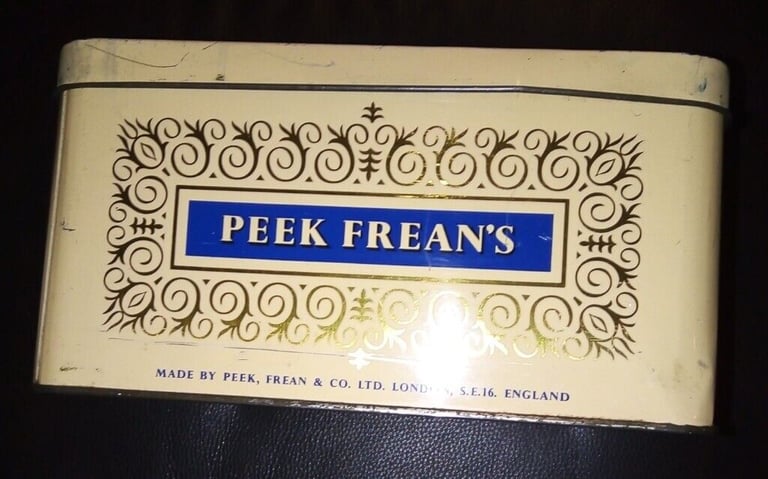 PEEK FREAN'S
MADE BY PEEK, FREAN & CO. LTD. LONDON, S.E.16. ENGLAND